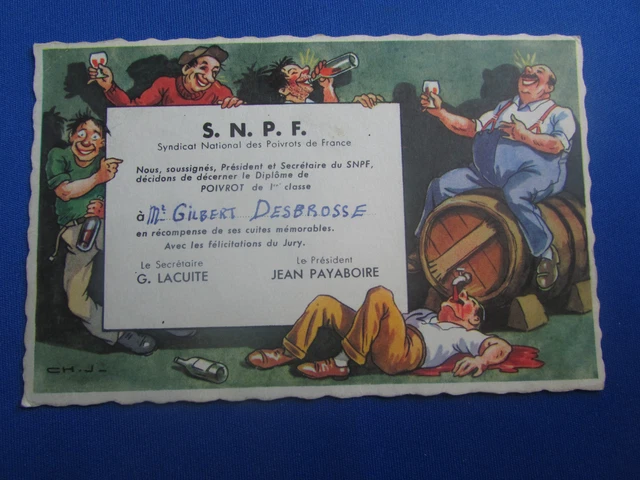 S. N. P. F.
Syndicat National des Poivrots de France
Nous, soussignés, Président et Secrétaire du SNPF,
décidons de décerner le Diplôme de
POIVROT de 1re classe
à Mr GILBERT DESBROSSE
en récompense de ses cuites mémorables.
Avec les félicitations du Jury.
Le Secrétaire
G. LACUITE
Le Président
JEAN PAYABOIRE
CH.J-